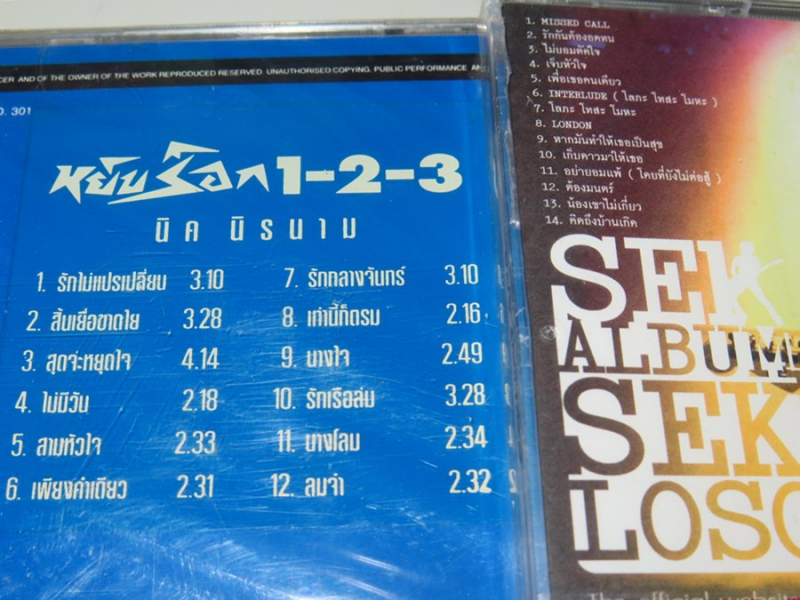 CER AND OF THE OWNER OF THE WORK REPRODUCED RESERVED. UNAUTHORISED COPYING. PUBLIC PERFORMANCE AN
O. 301
หยิบร๊อก 1-2-3
นิค นิรนาม
1. รักไม่แปรเปลี่ยน 3.10
2. สิ้นเยื่อขาดใย 3.28
3. สุดจะหยุดใจ 4.14
4. ไม่มีวัน 2.18
5. สามหัวใจ 2.33
6. เพียงคำเดียว 2.31
7. รักกลางจันทร์ 3.10
8. เท่านี้ก็ตรม 2.16
9. นางใจ 2.49
10. รักเรือล่ม 3.28
11. นางโลม 2.34
12. ลมจ๋า 2.32
1. MISSED CALL
2. รักกันต้องอดทน
3. ไม่ยอมตัดใจ
4. เจ็บหัวใจ
5. เพื่อเธอคนเดียว
6. INTERLUDE ( โลภะ โทสะ โมหะ )
7. โลภะ โทสะ โมหะ
8. LONDON
9. หากมันทำให้เธอเป็นสุข
10. เก็บดาวมาให้เธอ
11. อย่ายอมแพ้ ( โดยที่ยังไม่ต่อสู้ )
12. ต้องมนตร์
13. น้องเขาไม่เกี่ยว
14. คิดถึงบ้านเกิด
SEK
ALBUM
SEK
LOSO
The official website